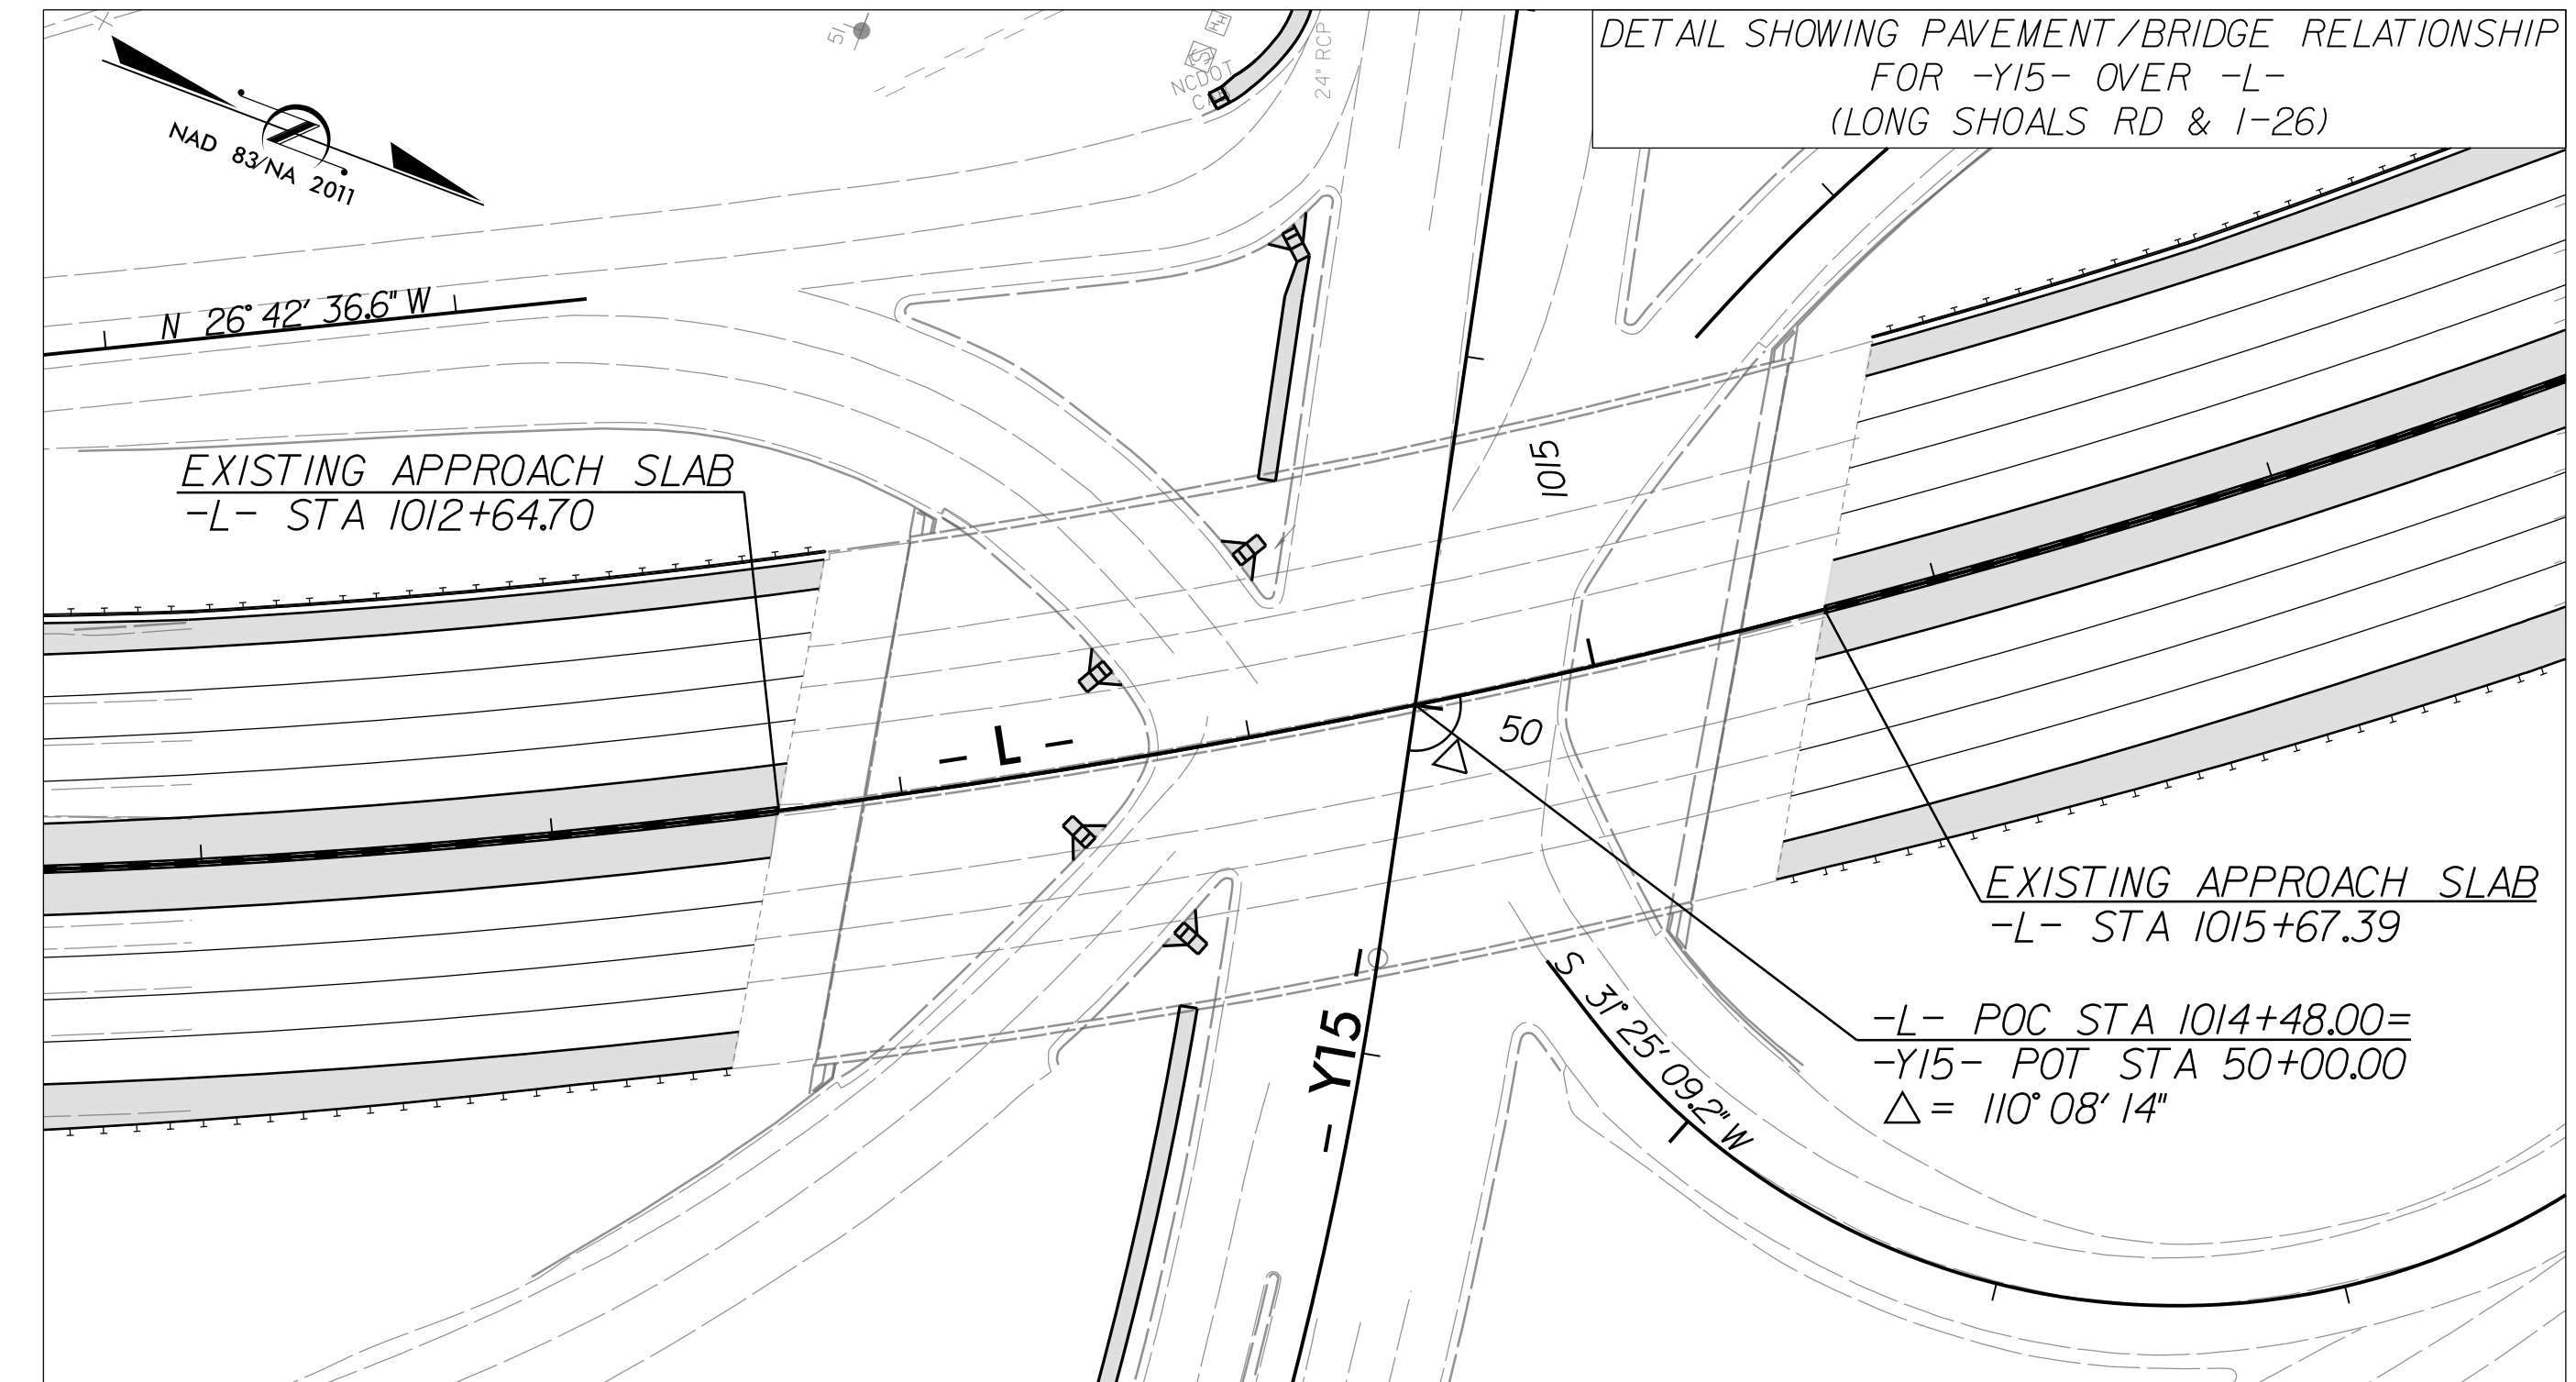 DETAIL SHOWING PAVEMENT/BRIDGE RELATIONSHIP
FOR -Y15- OVER -L-
(LONG SHOALS RD & I-26)
NAD 83/NA 2011
51
NCDOT
24" RCP
N 26° 42' 36.6" W
EXISTING APPROACH SLAB
-L- STA 1012+64.70
1015
- L -
50
EXISTING APPROACH SLAB
-L- STA 1015+67.39
-L- POC STA 1014+48.00=
-Y15- POT STA 50+00.00
△= 110° 08' 14"
- Y15 -
S 31° 25' 09.2" W